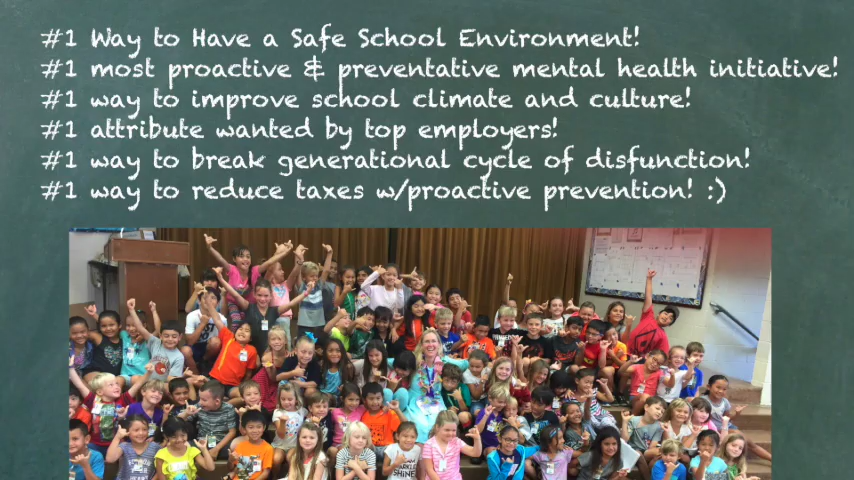 #1 Way to Have a Safe School Environment!
#1 most proactive & preventative mental health initiative!
#1 way to improve school climate and culture!
#1 attribute wanted by top employers!
#1 way to break generational cycle of disfunction!
#1 way to reduce taxes w/proactive prevention! :)